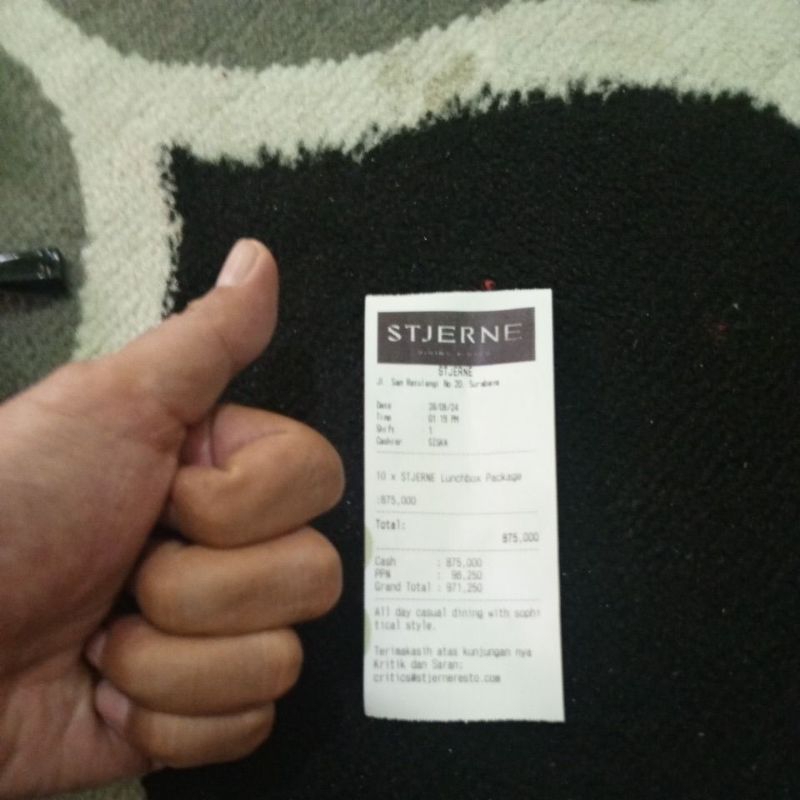 STJERNE
STJERNE
Jl. Sam Ratulangi No 20, Surabaya
Date : 28/08/24
Time : 01:15 PM
Shift : 1
Cashier : SISKA
10 x STJERNE Lunchbox Package
:875,000
Total:
875,000
Cash : 875,000
PPN : 96,250
Grand Total : 971,250
All day casual dining with sophi
tical style.
Terimakasih atas kunjungan nya
Kritik dan Saran:
critics@stjerneresto.com